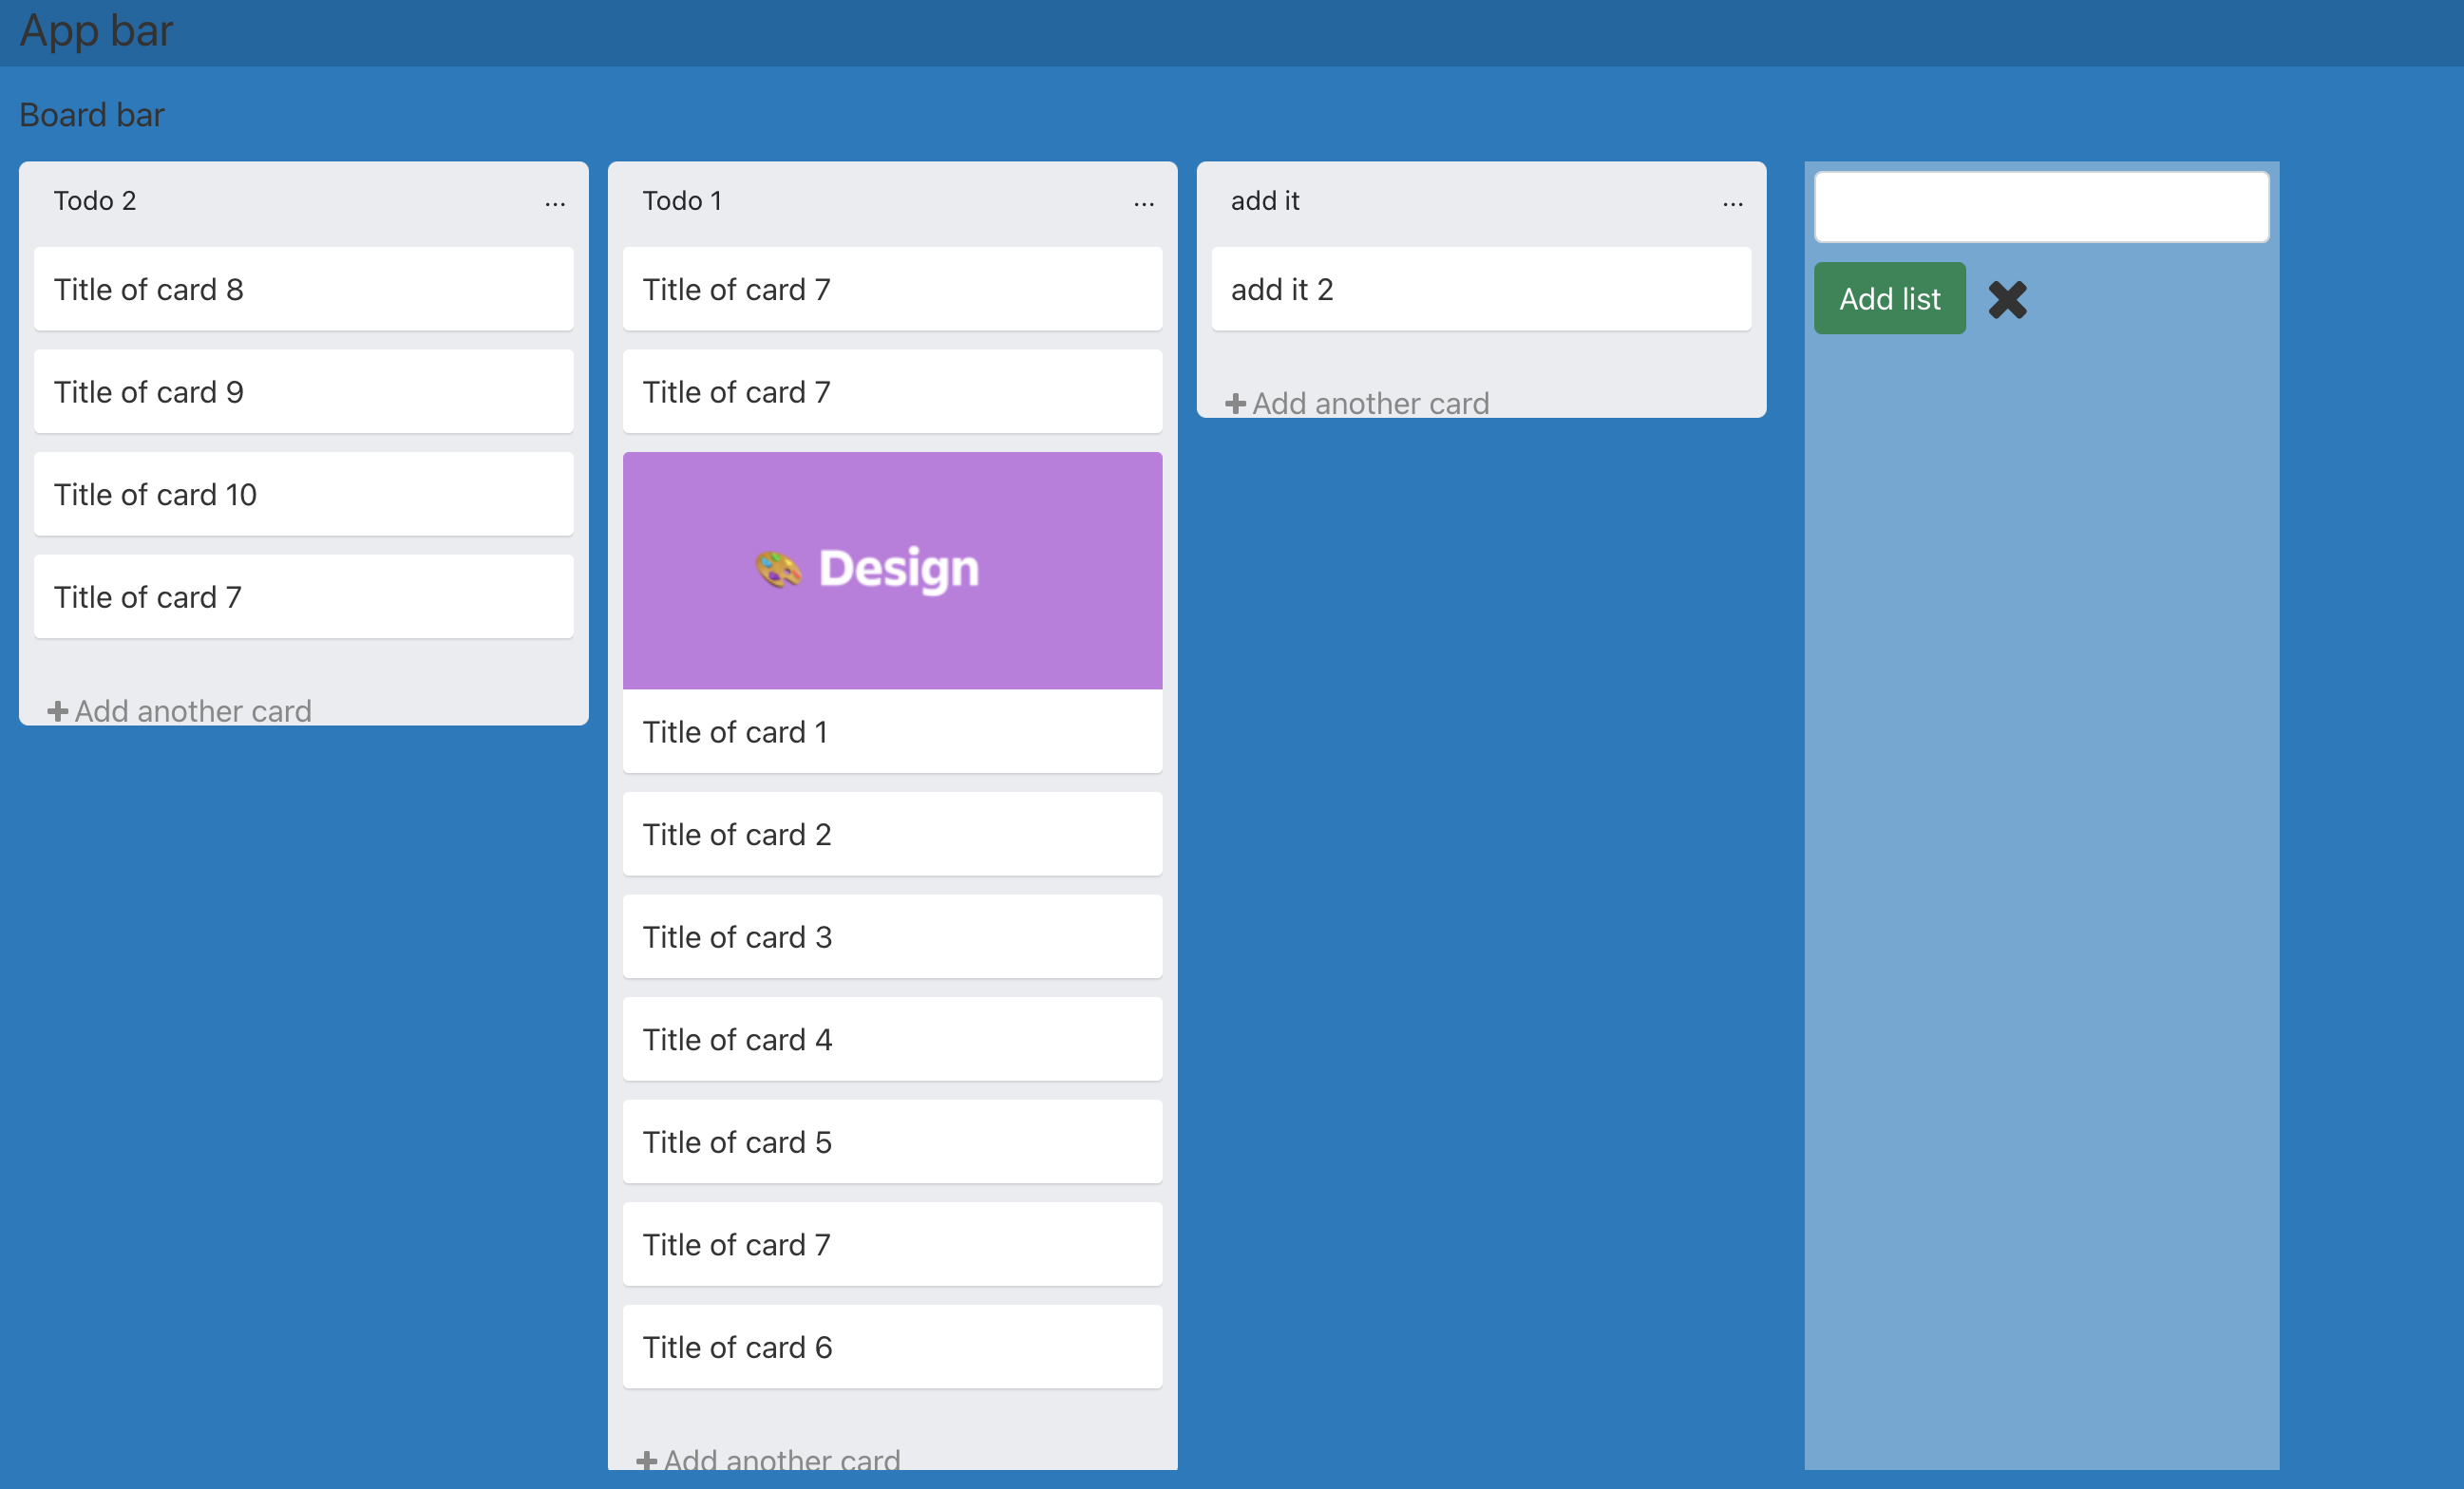 App bar
Board bar
Todo 2
...
Title of card 8
Title of card 9
Title of card 10
Title of card 7
Add another card
Todo 1
...
Title of card 7
Title of card 7
Design
Title of card 1
Title of card 2
Title of card 3
Title of card 4
Title of card 5
Title of card 7
Title of card 6
Add another card
add it
...
add it 2
Add another card
Add list